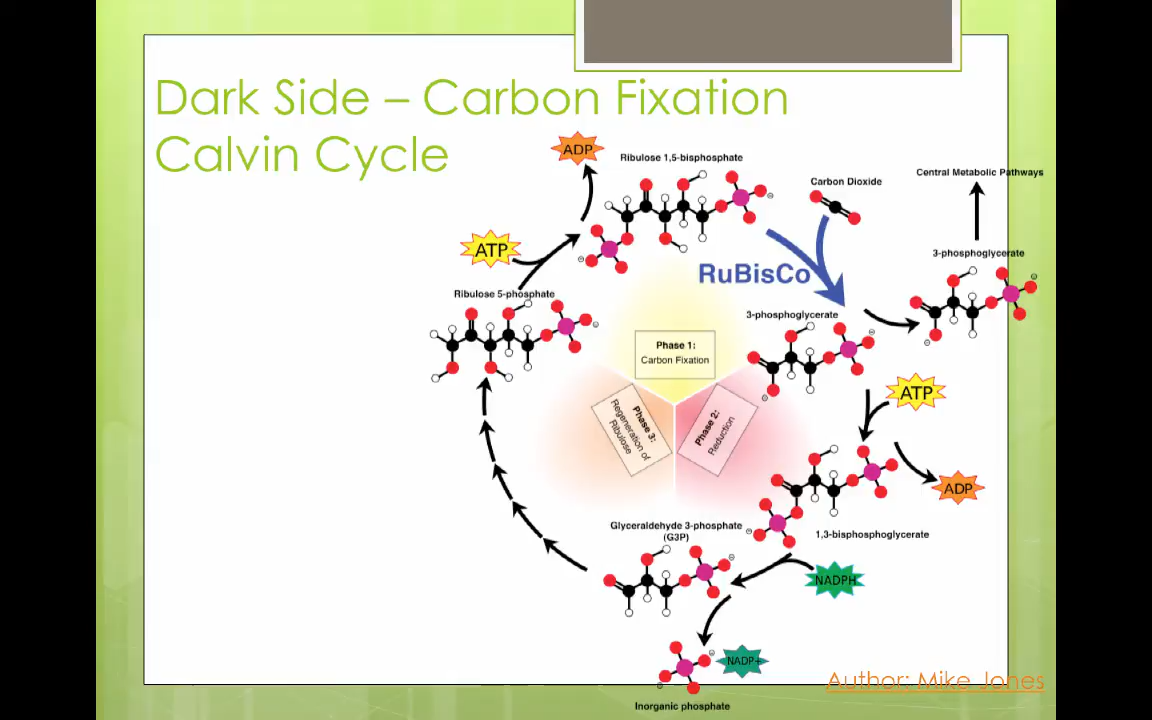 Dark Side – Carbon Fixation
Calvin Cycle
ADP
Ribulose 1,5-bisphosphate
Carbon Dioxide
Central Metabolic Pathways
ATP
RuBisCo
3-phosphoglycerate
Ribulose 5-phosphate
3-phosphoglycerate
Phase 1:
Carbon Fixation
Phase 3:
Regeneration of
Ribulose
Phase 2:
Reduction
ATP
ADP
Glyceraldehyde 3-phosphate
(G3P)
1,3-bisphosphoglycerate
NADPH
NADP+
Author: Mike Jones
Inorganic phosphate